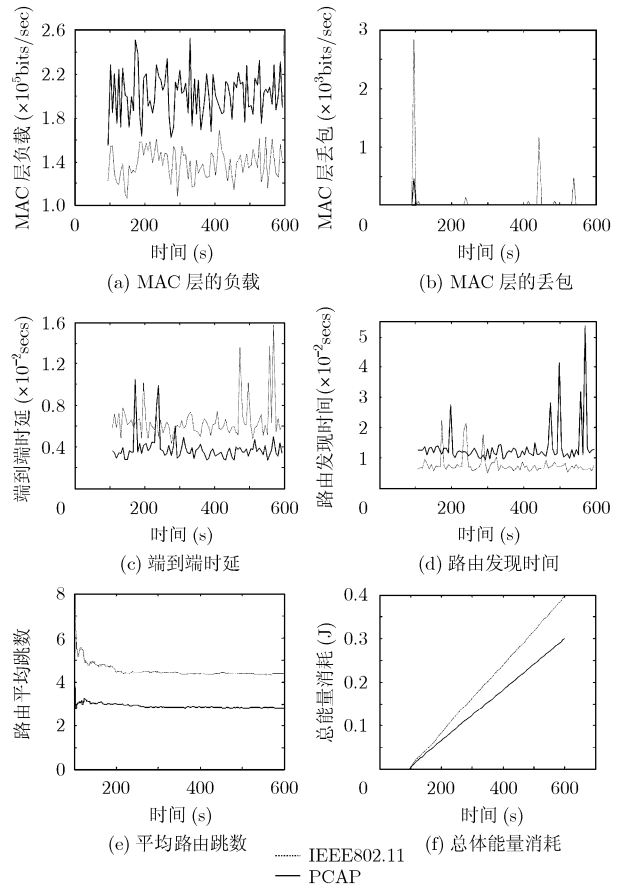 MAC 层负载 (×10⁵bits/sec)
2.6
2.2
1.8
1.4
1.0
0
200
400
600
时间 (s)
(a) MAC 层的负载
MAC 层丢包 (×10³bits/sec)
3
2
1
0
200
400
600
时间 (s)
(b) MAC 层的丢包
端到端时延 (×10⁻²secs)
1.6
1.2
0.8
0.4
0
200
400
600
时间 (s)
(c) 端到端时延
路由发现时间(×10⁻²secs)
5
4
3
2
1
0
200
400
600
时间 (s)
(d) 路由发现时间
路由平均跳数
8
6
4
2
0
200
400
600
时间 (s)
(e) 平均路由跳数
总能量消耗 (J)
0.4
0.3
0.2
0.1
0
200
400
600
时间 (s)
(f) 总体能量消耗
IEEE802.11
PCAP